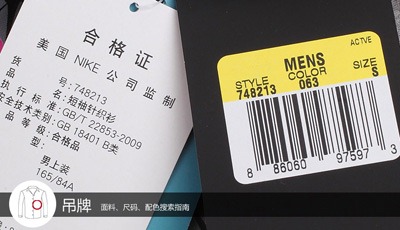 合格证
美国 NIKE 公司监制
货号:748213
品名:短袖针织衫
执行标准:GB/T 22853-2009
安全技术类别:GB 18401 B类
品等级:合格品
型:
男上装
165/84A
ACTVE
MENS
STYLE COLOR SIZE
748213 063 S
8 86060 97597 3
吊牌 面料、尺码、配色搜索指南